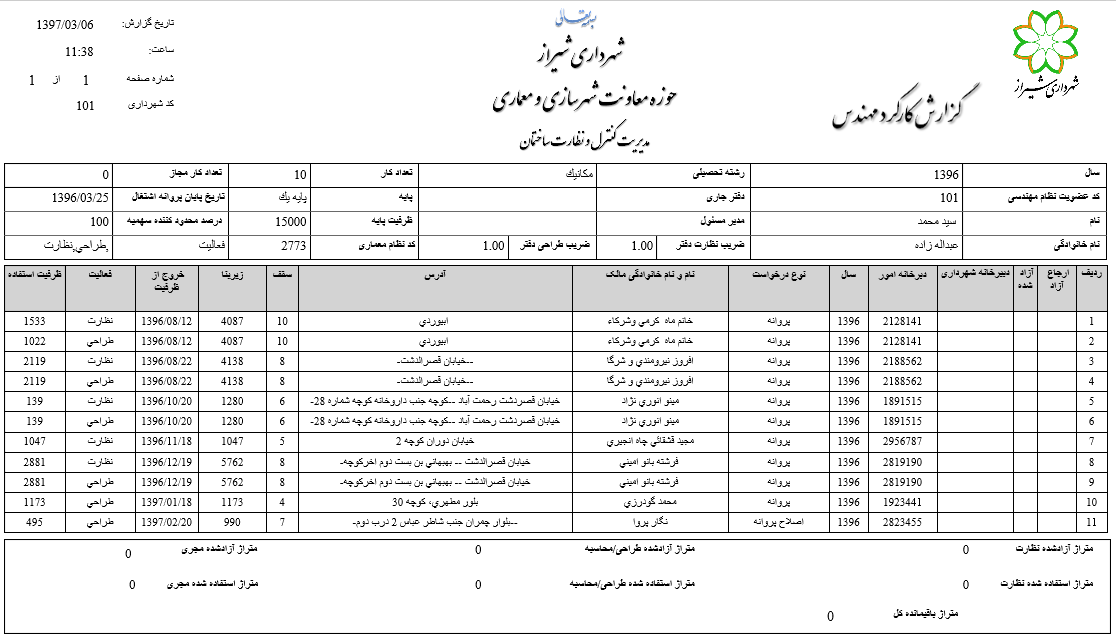 بسمه تعالی
شهرداری شیراز
حوزه معاونت شهرسازی و معماری
مدیریت کنترل و نظارت ساختمان
شهرداری شیراز
گزارش کارکرد مهندس
تاریخ گزارش: 1397/03/06
ساعت: 11:38
شماره صفحه 1 از 1
کد شهرداری 101
سال 1396 رشته تحصیلی مکانيك تعداد کار 10 تعداد کار مجاز 0
کد عضویت نظام مهندسی 101 دفتر جاری پایه پايه يك تاریخ پایان پروانه اشتغال 1396/03/25
نام سيد محمد مدیر مسئول ظرفیت پایه 15000 درصد محدود کننده سهمیه 100
نام خانوادگی عبداله زاده ضریب نظارت دفتر 1.00 ضریب طراحی دفتر 1.00 کد نظام معماری 2773 فعالیت ,طراحي,نظارت
ردیف ارجاع آزاد آزاد شده دبیرخانه شهرداری دبرخانه امور سال نوع درخواست نام و نام خانوادگی مالک آدرس سقف زیربنا خروج از ظرفیت فعالیت ظرفیت استفاده
1 2128141 1396 پروانه خانم ماه كرمي وشركاء ابيوردي 10 4087 1396/08/12 نظارت 1533
2 2128141 1396 پروانه خانم ماه كرمي وشركاء ابيوردي 10 4087 1396/08/12 طراحي 1022
3 2188562 1396 پروانه افروز نيرومندي و شرگا --خيابان قصرالدشت- 8 4138 1396/08/22 نظارت 2119
4 2188562 1396 پروانه افروز نيرومندي و شرگا --خيابان قصرالدشت- 8 4138 1396/08/22 طراحي 2119
5 1891515 1396 پروانه مينو انوري نژاد خيابان قصردشت رحمت آباد --كوچه جنب داروخانه كوچه شماره 28- 6 1280 1396/10/20 نظارت 139
6 1891515 1396 پروانه مينو انوري نژاد خيابان قصردشت رحمت آباد --كوچه جنب داروخانه كوچه شماره 28- 6 1280 1396/10/20 طراحي 139
7 2956787 1396 پروانه مجيد قشقائي چاه انجيري خيابان دوران كوچه 2 5 1047 1396/11/18 نظارت 1047
8 2819190 1396 پروانه فرشته بانو اميني خيابان قصرالدشت -- بهبهاني بن بست دوم اخركوچه- 8 5762 1396/12/19 نظارت 2881
9 2819190 1396 پروانه فرشته بانو اميني خيابان قصرالدشت -- بهبهاني بن بست دوم اخركوچه- 8 5762 1396/12/19 طراحي 2881
10 1923441 1396 پروانه محمد گودرزي بلور مطهري، كوچه 30 4 1173 1397/01/18 طراحي 1173
11 2823455 1396 اصلاح پروانه نگار پروا --بلوار چمران جنب شاطر عباس 2 درب دوم- 7 990 1397/02/20 طراحي 495
متراژ آزادشده نظارت 0 متراژ آزادشده طراحی/محاسبه 0 متراژ آزادشده مجری 0
متراژ استفاده شده نظارت 0 متراژ استفاده شده طراحی/محاسبه 0 متراژ استفاده شده مجری 0
متراژ باقیمانده کل 0